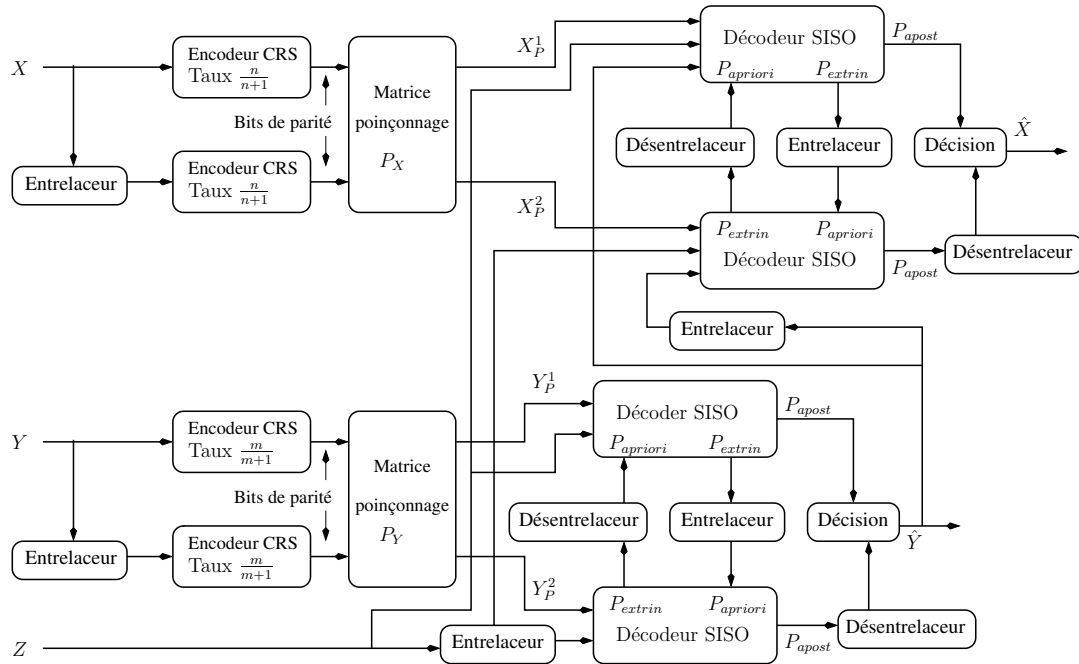 X
Encodeur CRS
Taux n/(n+1)
Bits de parité
Entrelaceur
Encodeur CRS
Taux n/(n+1)
Matrice
poinçonnage
P_X
X_P^1
X_P^2
Décodeur SISO
P_apriori P_extrin
P_apost
Désentrelaceur
Entrelaceur
Décision
X̂
P_extrin P_apriori
Décodeur SISO
P_apost
Désentrelaceur
Entrelaceur
Y
Encodeur CRS
Taux m/(m+1)
Bits de parité
Entrelaceur
Encodeur CRS
Taux m/(m+1)
Matrice
poinçonnage
P_Y
Y_P^1
Y_P^2
Décoder SISO
P_apriori P_extrin
P_apost
Désentrelaceur
Entrelaceur
Décision
Ŷ
P_extrin P_apriori
Décodeur SISO
P_apost
Désentrelaceur
Z
Entrelaceur